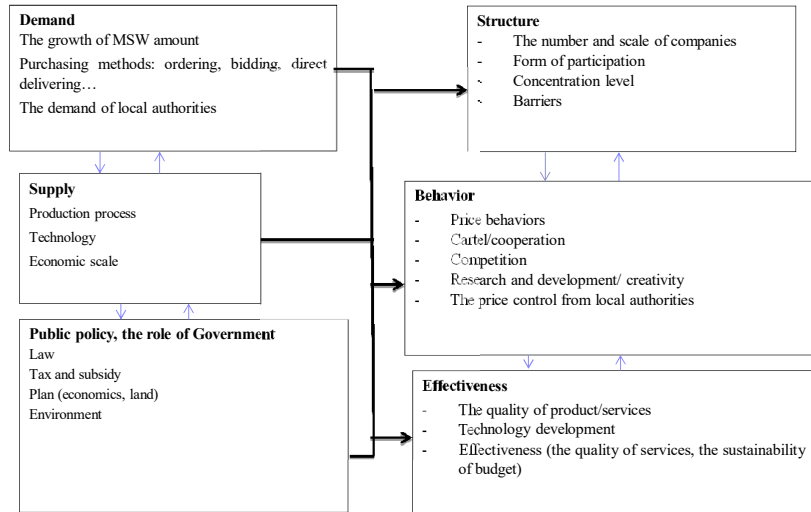 Demand
The growth of MSW amount
Purchasing methods: ordering, bidding, direct
delivering…
The demand of local authorities
Supply
Production process
Technology
Economic scale
Public policy, the role of Government
Law
Tax and subsidy
Plan (economics, land)
Environment
Structure
- The number and scale of companies
- Form of participation
- Concentration level
- Barriers
Behavior
- Price behaviors
- Cartel/cooperation
- Competition
- Research and development/ creativity
- The price control from local authorities
Effectiveness
- The quality of product/services
- Technology development
- Effectiveness (the quality of services, the sustainability
of budget)